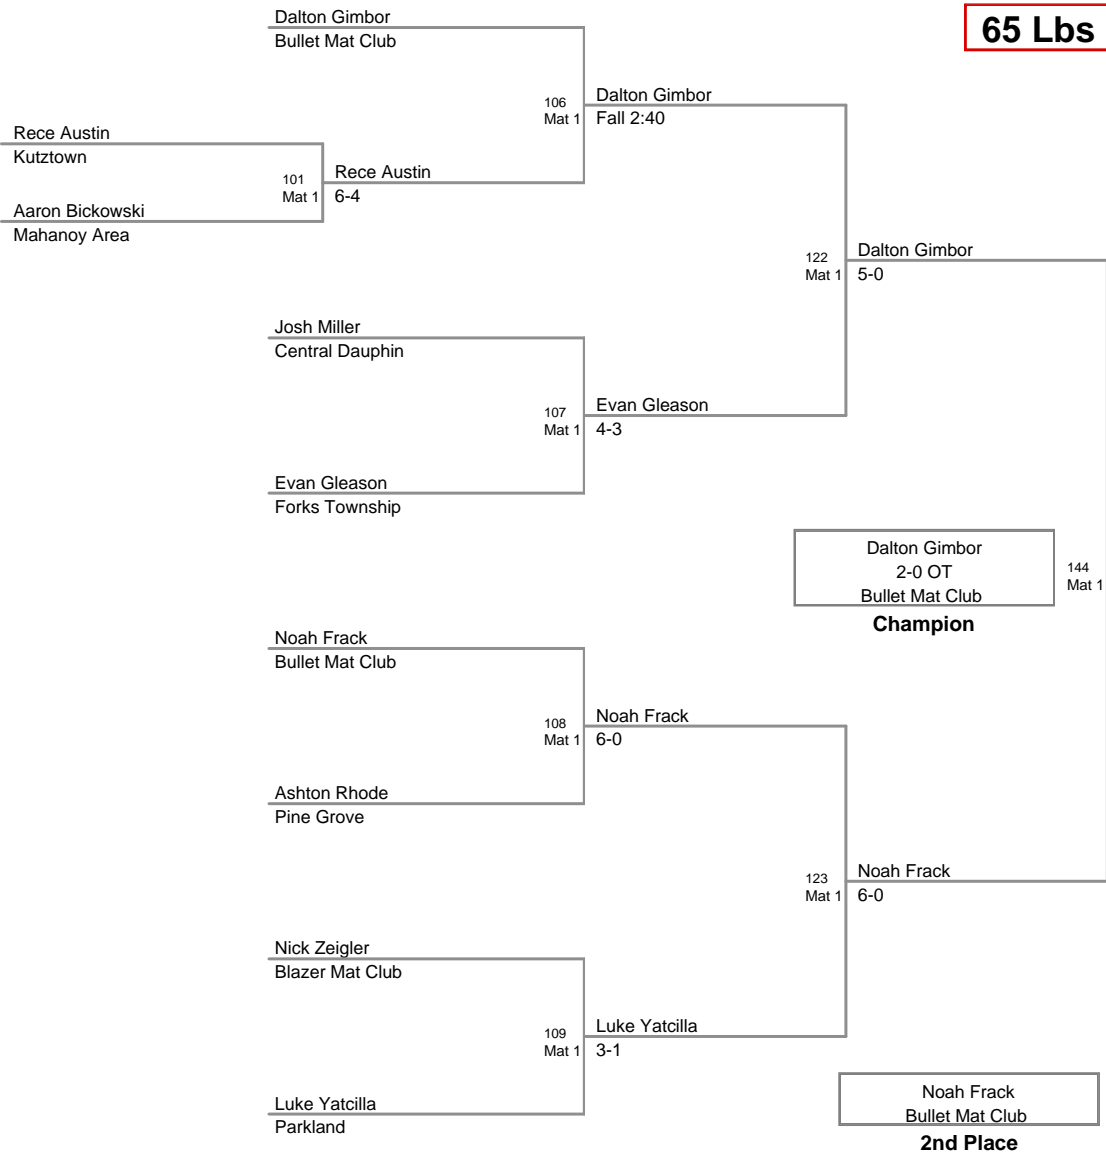 65 Lbs
Dalton Gimbor
Bullet Mat Club
106
Mat 1
Dalton Gimbor
Fall 2:40
Rece Austin
Kutztown
101
Mat 1
Rece Austin
6-4
Aaron Bickowski
Mahanoy Area
122
Mat 1
Dalton Gimbor
5-0
Josh Miller
Central Dauphin
107
Mat 1
Evan Gleason
4-3
Evan Gleason
Forks Township
Dalton Gimbor
2-0 OT
Bullet Mat Club
Champion
144
Mat 1
Noah Frack
Bullet Mat Club
108
Mat 1
Noah Frack
6-0
Ashton Rhode
Pine Grove
123
Mat 1
Noah Frack
6-0
Nick Zeigler
Blazer Mat Club
109
Mat 1
Luke Yatcilla
3-1
Luke Yatcilla
Parkland
Noah Frack
Bullet Mat Club
2nd Place